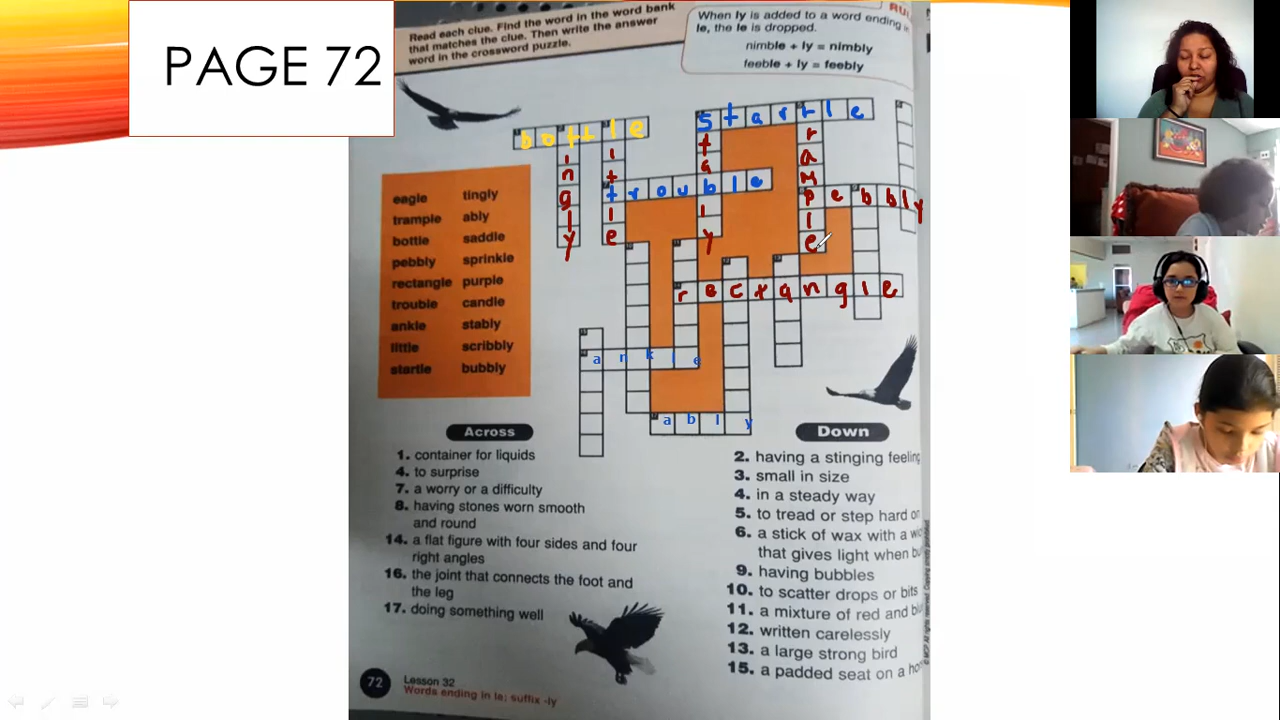 PAGE 72
Read each clue. Find the word in the word bank
that matches the clue. Then write the answer
word in the crossword puzzle.
When ly is added to a word ending in
le, the le is dropped.
nimble + ly = nimbly
feeble + ly = feebly
bottle
startle
tingly
little
trouble
stably
trample
pebbly
rectangle
ankle
ably
eagle tingly
trample ably
bottle saddle
pebbly sprinkle
rectangle purple
trouble candle
ankle stably
little scribbly
startle bubbly
Across
1. container for liquids
4. to surprise
7. a worry or a difficulty
8. having stones worn smooth
and round
14. a flat figure with four sides and four
right angles
16. the joint that connects the foot and
the leg
17. doing something well
Down
2. having a stinging feeling
3. small in size
4. in a steady way
5. to tread or step hard on
6. a stick of wax with a
that gives light when
9. having bubbles
10. to scatter drops or bits
11. a mixture of red and
12. written carelessly
13. a large strong bird
15. a padded seat on a
72
Lesson 32
Words ending in le; suffix -ly